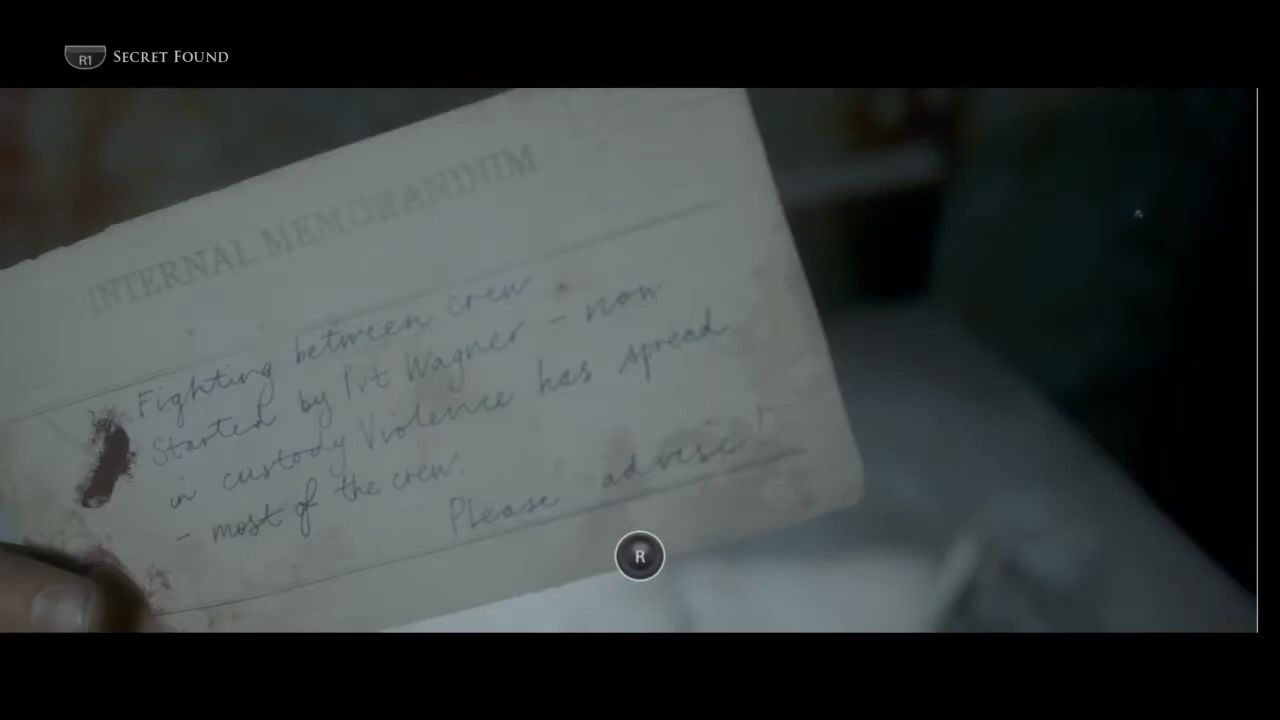 R1 Secret Found
INTERNAL MEMORANDUM
Fighting between crew
Started by Pvt Wagner - now
in custody Violence has spread
- most of the crew.
Please advise!
R